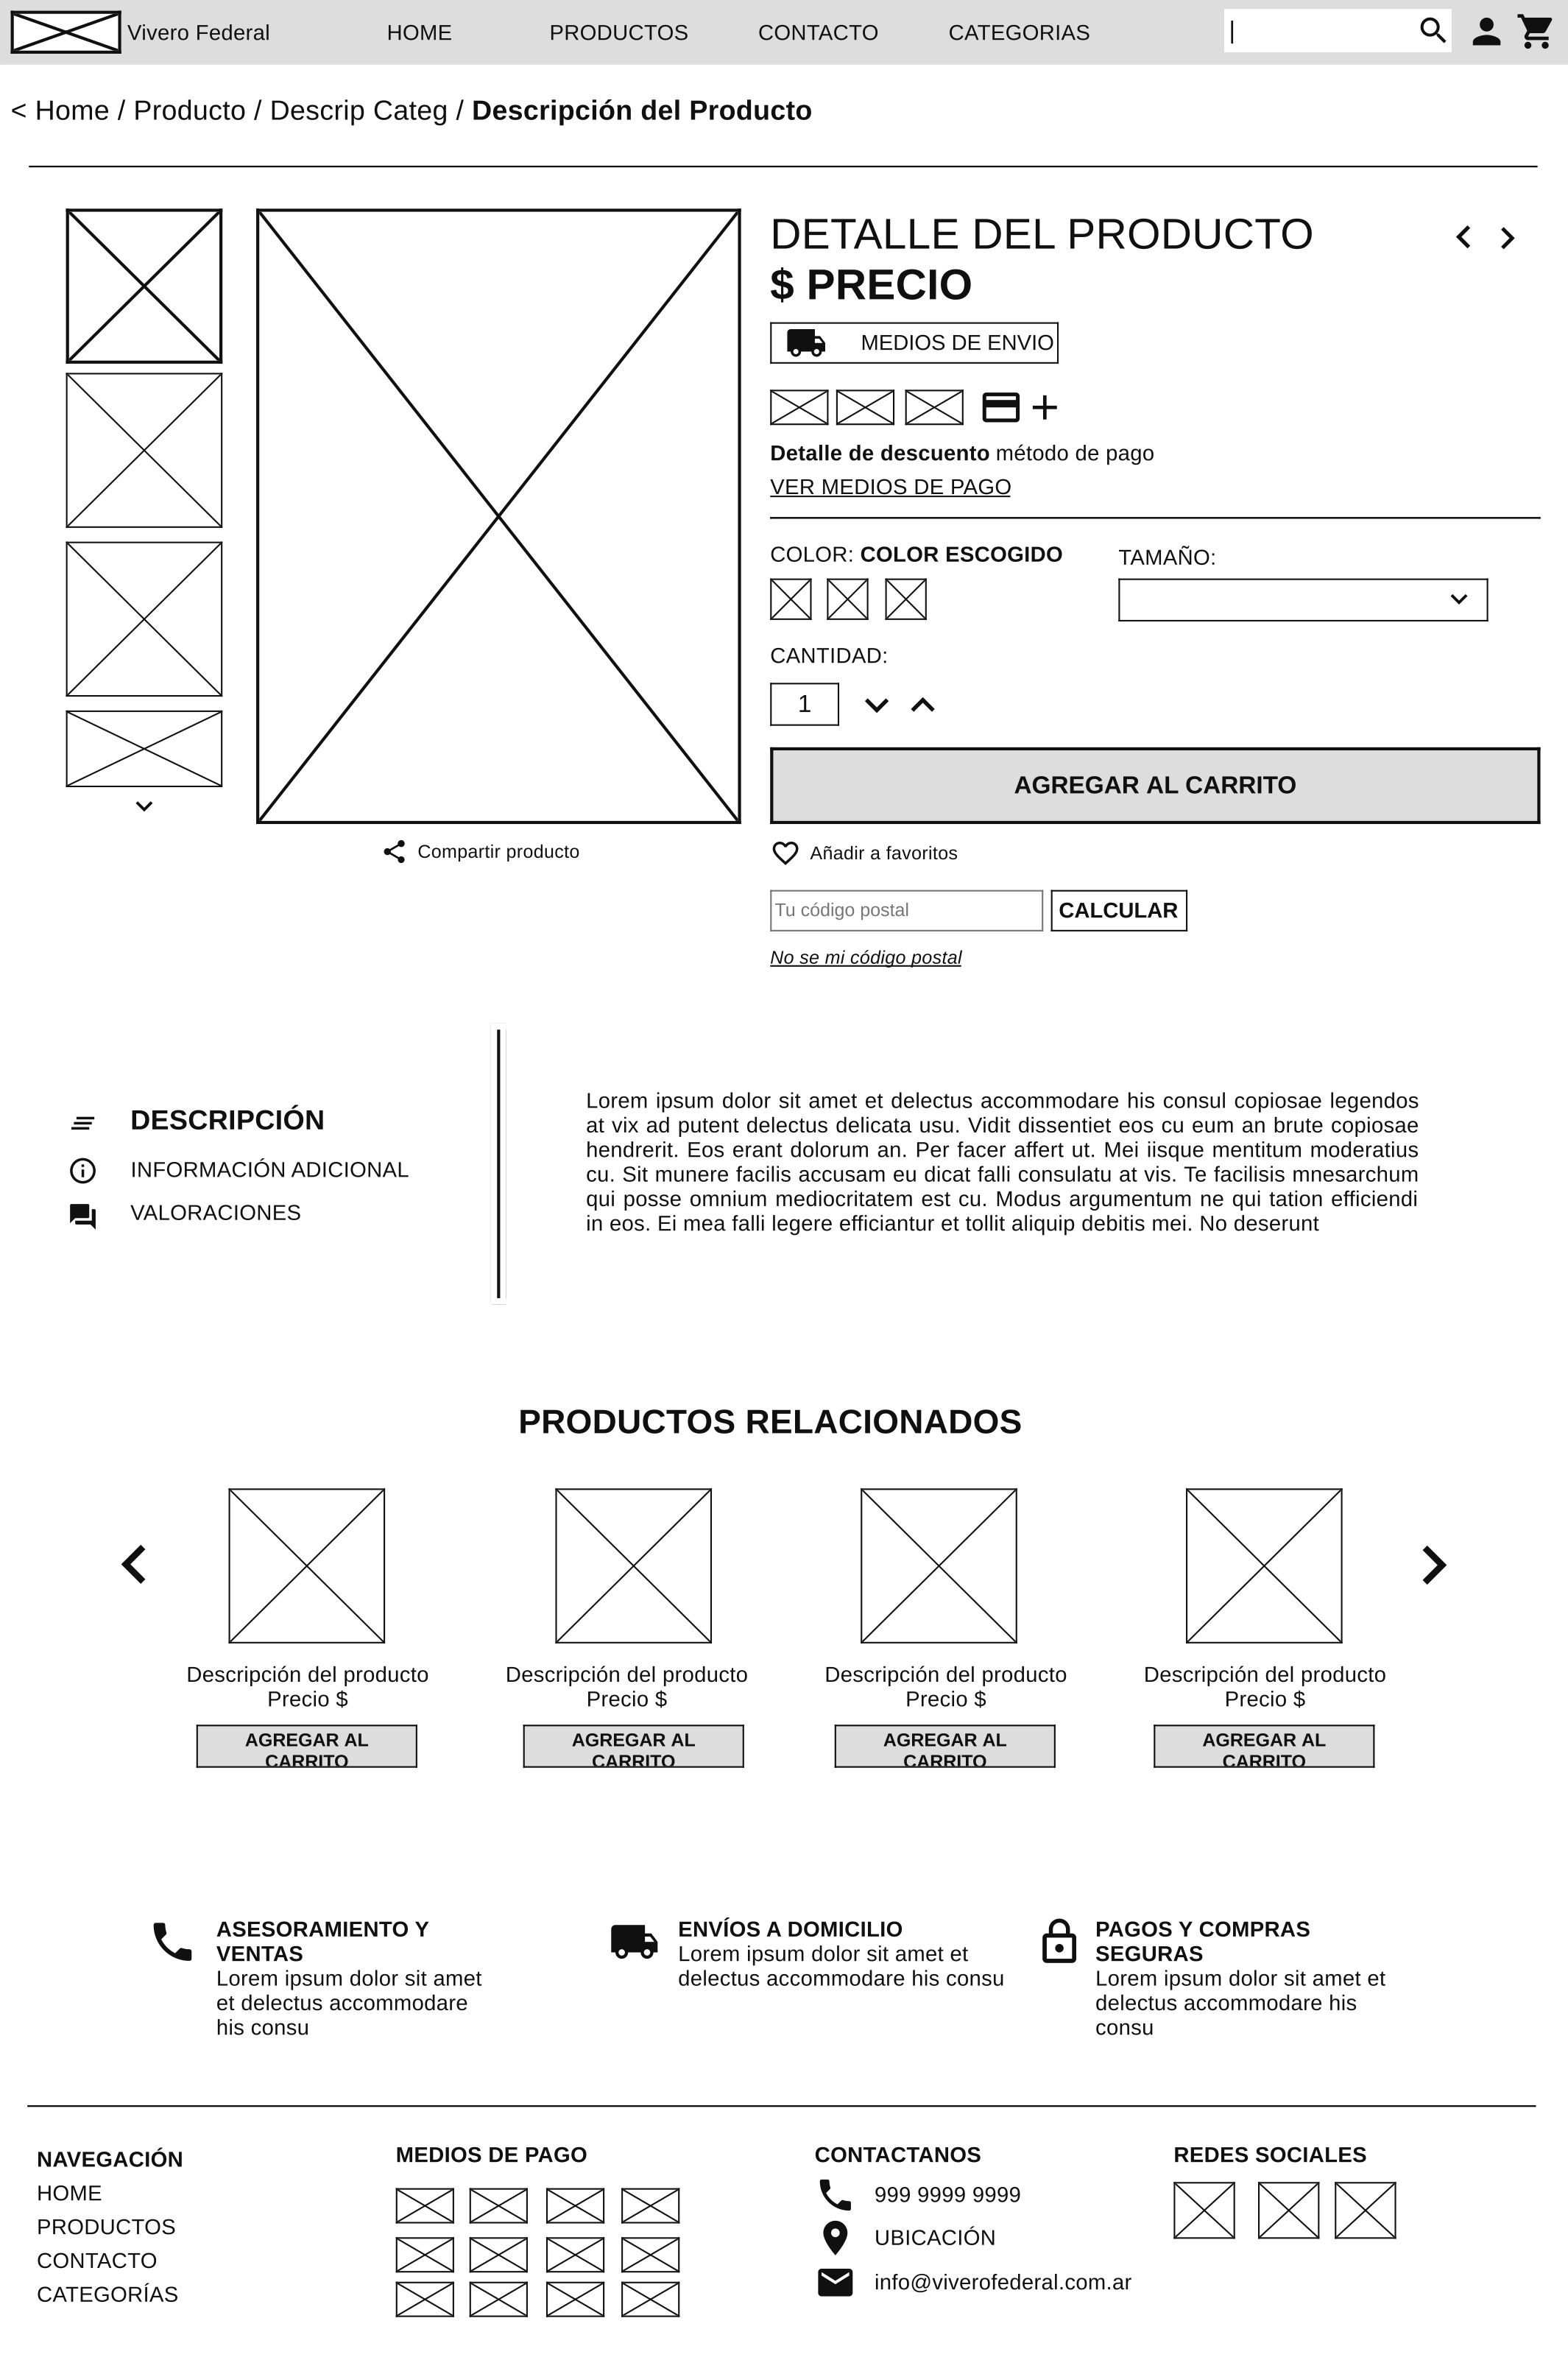 Vivero Federal HOME PRODUCTOS CONTACTO CATEGORIAS
< Home / Producto / Descrip Categ / Descripción del Producto
DETALLE DEL PRODUCTO
$ PRECIO
MEDIOS DE ENVIO
Detalle de descuento método de pago
VER MEDIOS DE PAGO
COLOR: COLOR ESCOGIDO
TAMAÑO:
CANTIDAD:
1
AGREGAR AL CARRITO
Compartir producto
Añadir a favoritos
Tu código postal
CALCULAR
No se mi código postal
DESCRIPCIÓN
INFORMACIÓN ADICIONAL
VALORACIONES
Lorem ipsum dolor sit amet et delectus accommodare his consul copiosae legendos
at vix ad putent delectus delicata usu. Vidit dissentiet eos cu eum an brute copiosae
hendrerit. Eos erant dolorum an. Per facer affert ut. Mei iisque mentitum moderatius
cu. Sit munere facilis accusam eu dicat falli consulatu at vis. Te facilisis mnesarchum
qui posse omnium mediocritatem est cu. Modus argumentum ne qui tation efficiendi
in eos. Ei mea falli legere efficiantur et tollit aliquip debitis mei. No deserunt
PRODUCTOS RELACIONADOS
Descripción del producto
Precio $
AGREGAR AL
CARRITO
Descripción del producto
Precio $
AGREGAR AL
CARRITO
Descripción del producto
Precio $
AGREGAR AL
CARRITO
Descripción del producto
Precio $
AGREGAR AL
CARRITO
ASESORAMIENTO Y
VENTAS
Lorem ipsum dolor sit amet
et delectus accommodare
his consu
ENVÍOS A DOMICILIO
Lorem ipsum dolor sit amet et
delectus accommodare his consu
PAGOS Y COMPRAS
SEGURAS
Lorem ipsum dolor sit amet et
delectus accommodare his
consu
NAVEGACIÓN
HOME
PRODUCTOS
CONTACTO
CATEGORÍAS
MEDIOS DE PAGO
CONTACTANOS
999 9999 9999
UBICACIÓN
info@viverofederal.com.ar
REDES SOCIALES